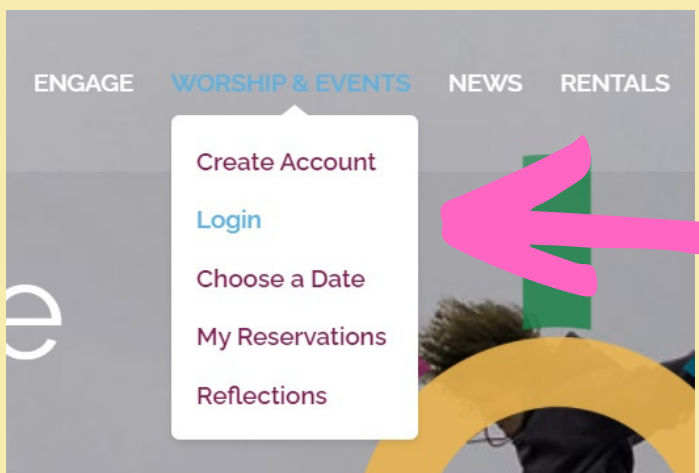 ENGAGE WORSHIP & EVENTS NEWS RENTALS
Create Account
Login
Choose a Date
My Reservations
Reflections
e